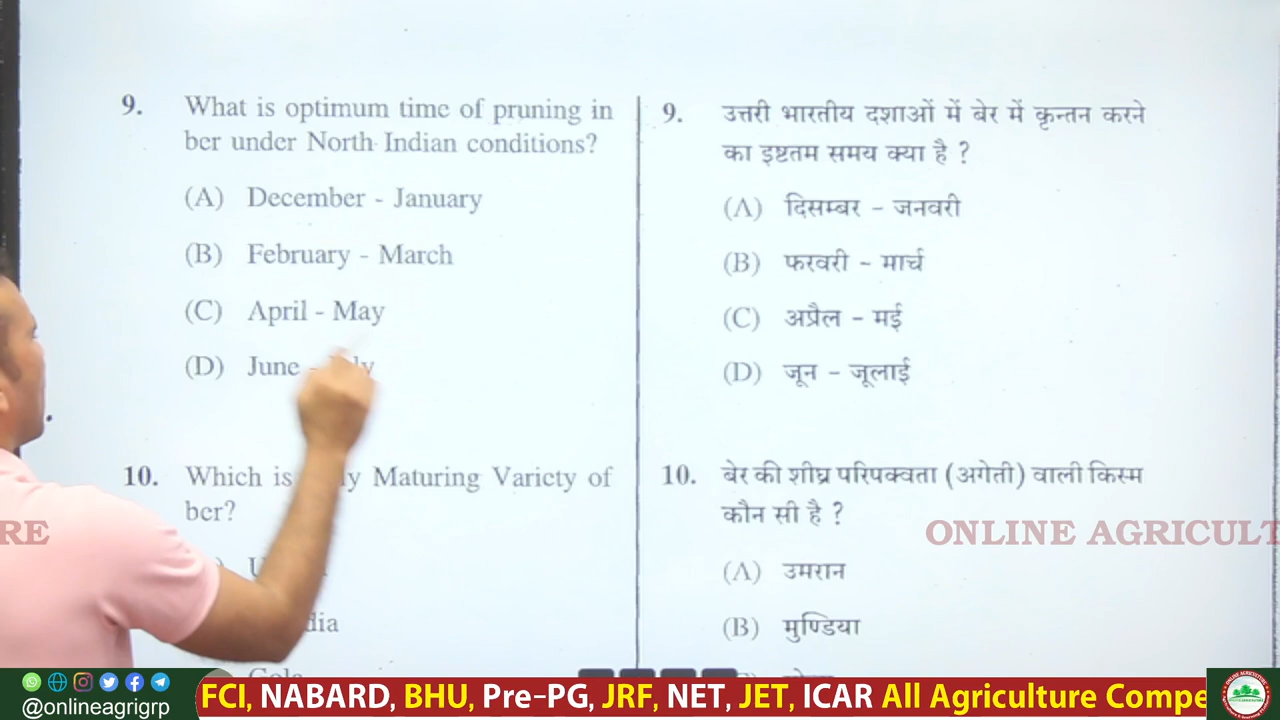 9. What is optimum time of pruning in
ber under North Indian conditions?
(A) December - January
(B) February - March
(C) April - May
(D) June -
10. Which is Maturing Variety of
ber?
9. उत्तरी भारतीय दशाओं में बेर में कृन्तन करने
का इष्टतम समय क्या है ?
(A) दिसम्बर - जनवरी
(B) फरवरी - मार्च
(C) अप्रैल - मई
(D) जून - जूलाई
10. बेर की शीघ्र परिपक्वता (अगेती) वाली किस्म
कौन सी है ?
(A) उमरान
(B) मुण्डिया
RE
ONLINE AGRICULT
@onlineagrigrp
FCI, NABARD, BHU, Pre-PG, JRF, NET, JET, ICAR All Agriculture Compe